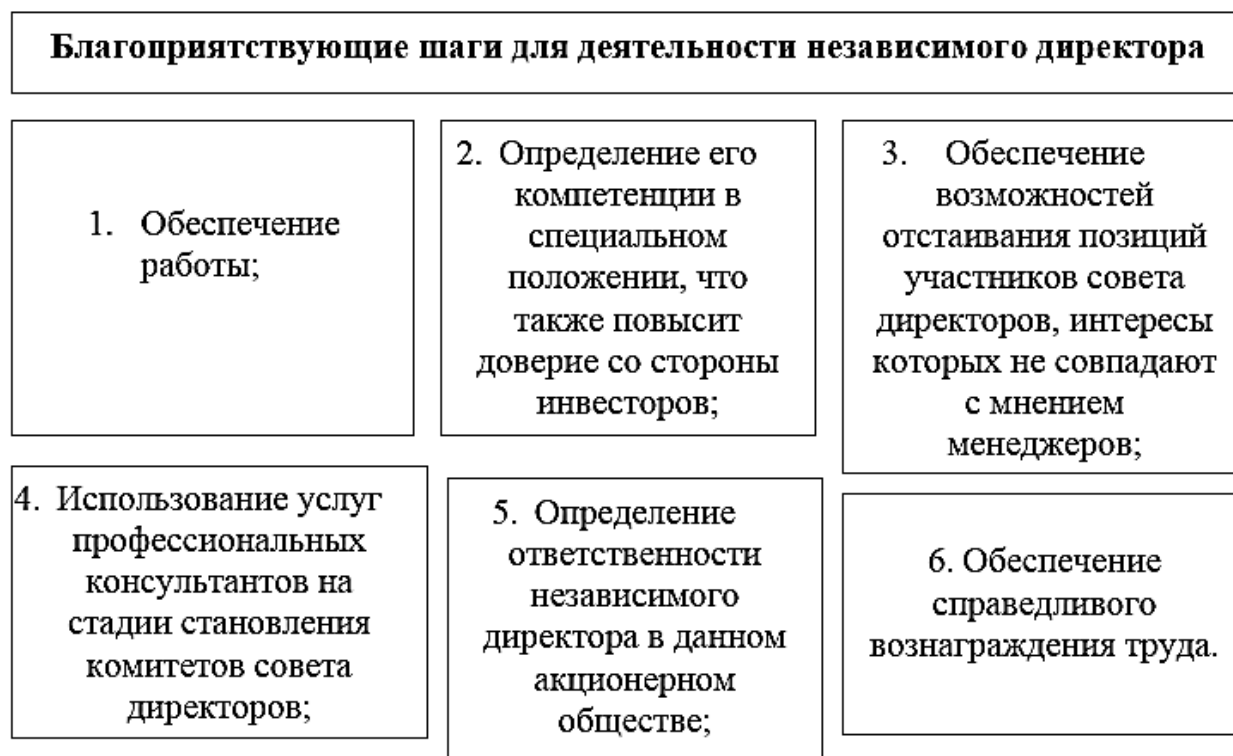 Благоприятствующие шаги для деятельности независимого директора
1. Обеспечение
работы;
2. Определение его
компетенции в
специальном
положении, что
также повысит
доверие со стороны
инвесторов;
3. Обеспечение
возможностей
отстаивания позиций
участников совета
директоров, интересы
которых не совпадают
с мнением
менеджеров;
4. Использование услуг
профессиональных
консультантов на
стадии становления
комитетов совета
директоров;
5. Определение
ответственности
независимого
директора в данном
акционерном
обществе;
6. Обеспечение
справедливого
вознаграждения труда.